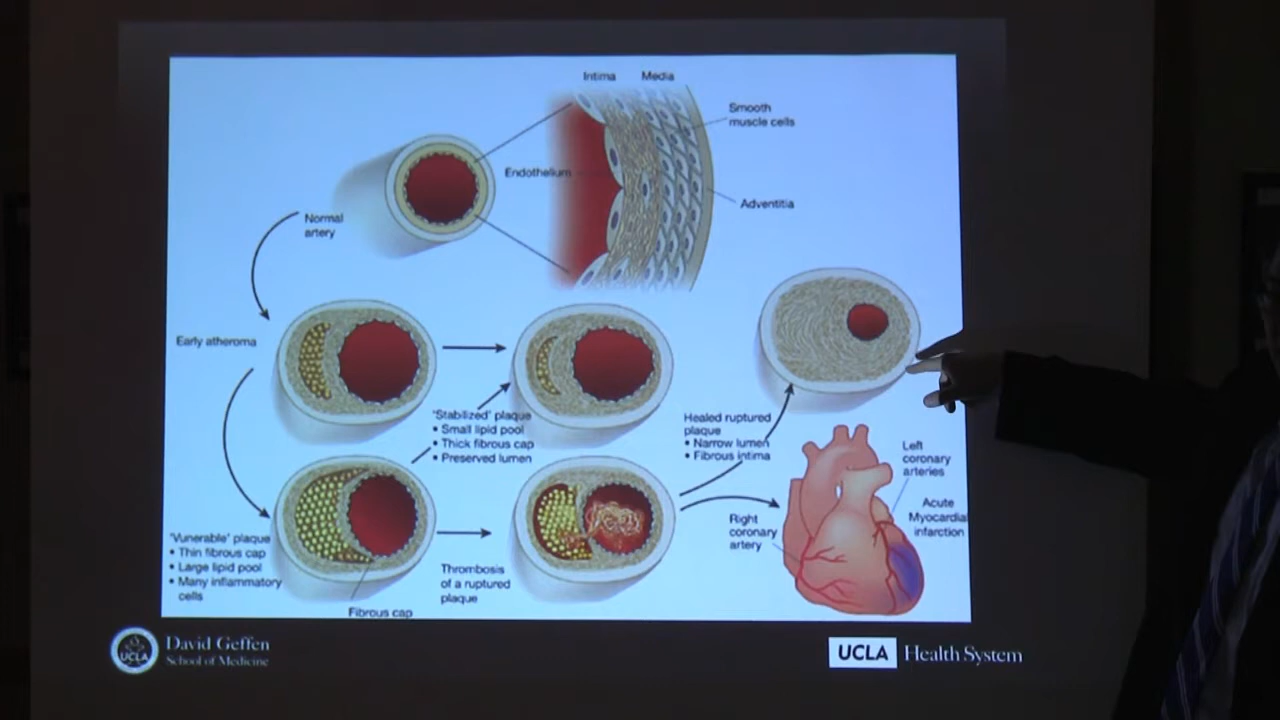 Intima Media
Smooth
muscle cells
Endothelium
Adventitia
Normal
artery
Early atheroma
'Stabilized' plaque
• Small lipid pool
• Thick fibrous cap
• Preserved lumen
Healed ruptured
plaque
• Narrow lumen
• Fibrous intima
Left
coronary
arteries
Acute
Myocardial
infarction
Right
coronary
artery
'Vunerable' plaque
• Thin fibrous cap
• Large lipid pool
• Many inflammatory
cells
Thrombosis
of a ruptured
plaque
Fibrous cap
UCLA
David Geffen
School of Medicine
UCLA Health System